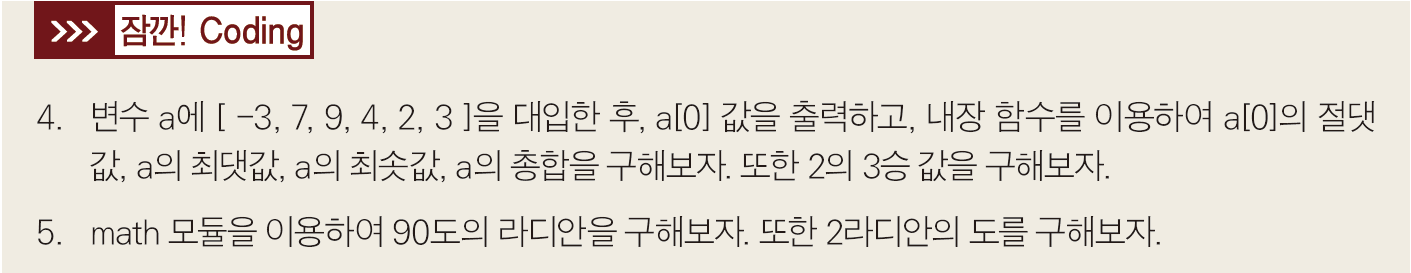 >>> 잠깐! Coding
4. 변수 a에 [ -3, 7, 9, 4, 2, 3 ]을 대입한 후, a[0] 값을 출력하고, 내장 함수를 이용하여 a[0]의 절댓
값, a의 최댓값, a의 최솟값, a의 총합을 구해보자. 또한 2의 3승 값을 구해보자.
5. math 모듈을 이용하여 90도의 라디안을 구해보자. 또한 2라디안의 도를 구해보자.